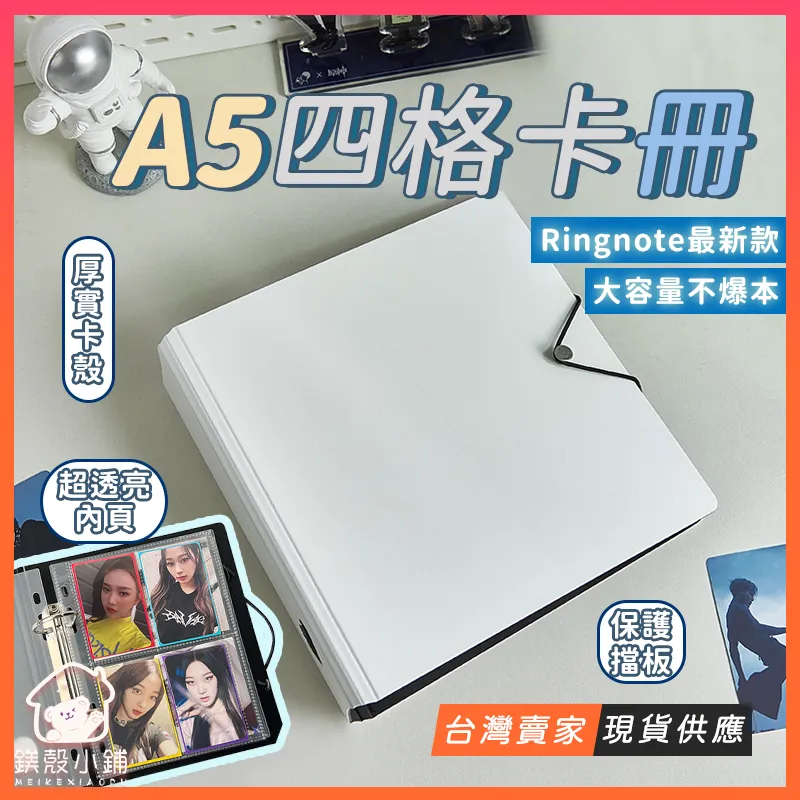 A5四格卡冊
Ringnote最新款
大容量不爆本
厚實卡殼
超透亮
內頁
保護
擋板
台灣賣家 現貨供應
鎂殼小鋪
MEIKEXIAOPU